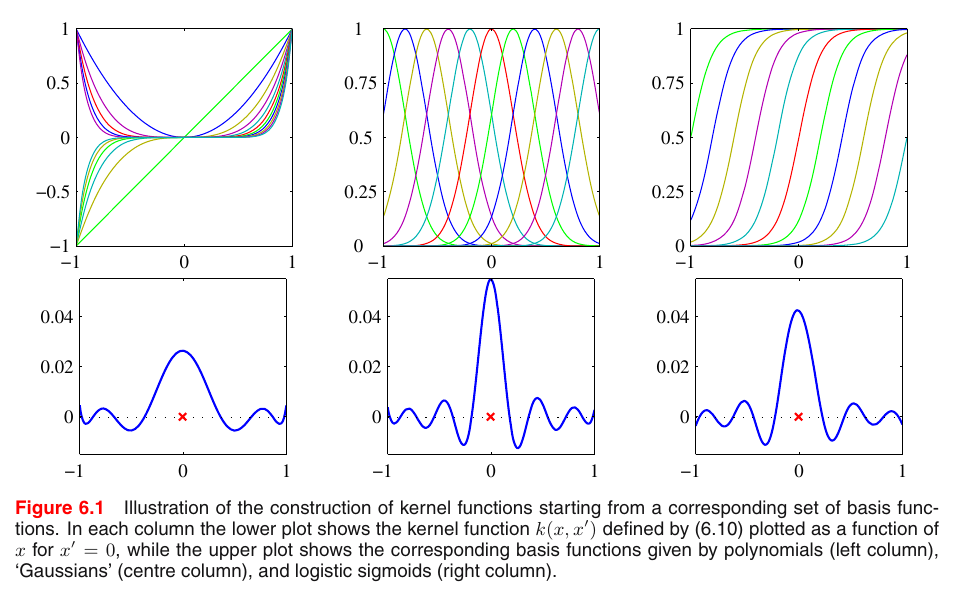 1 1 1
0.5 0.75 0.75
0 0.5 0.5
−0.5 0.25 0.25
−1 0 0
−1 0 1 −1 0 1 −1 0 1
0.04 0.04 0.04
0.02 0.02 0.02
0 0 0
−1 0 1 −1 0 1 −1 0 1
Figure 6.1 Illustration of the construction of kernel functions starting from a corresponding set of basis func-
tions. In each column the lower plot shows the kernel function k(x, x′) defined by (6.10) plotted as a function of
x for x′ = 0, while the upper plot shows the corresponding basis functions given by polynomials (left column),
‘Gaussians’ (centre column), and logistic sigmoids (right column).